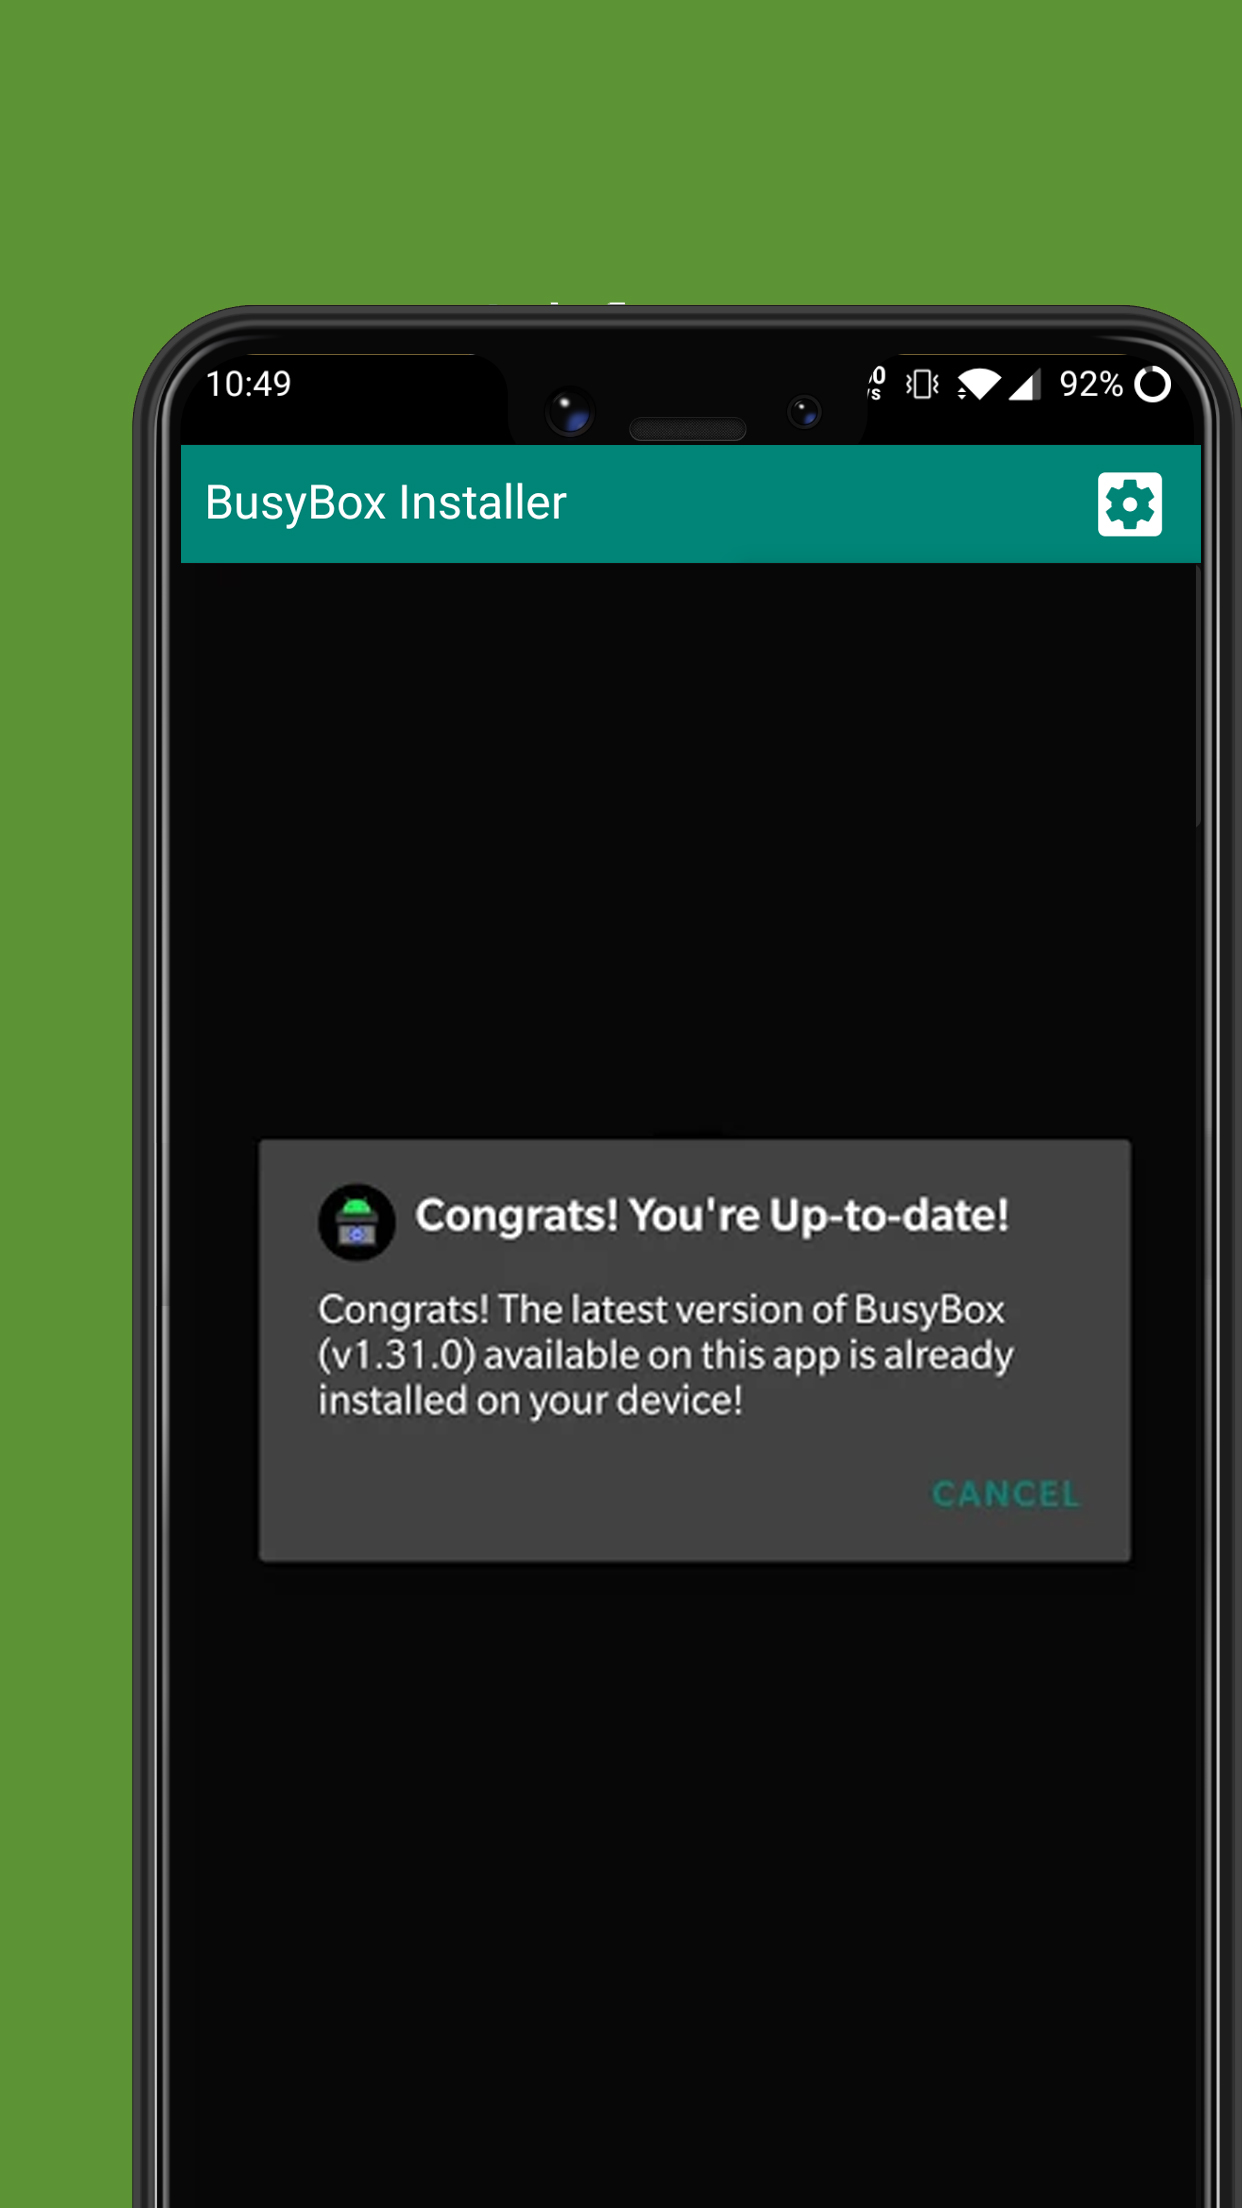 10:49
92%
BusyBox Installer
Congrats! You're Up-to-date!
Congrats! The latest version of BusyBox
(v1.31.0) available on this app is already
installed on your device!
CANCEL